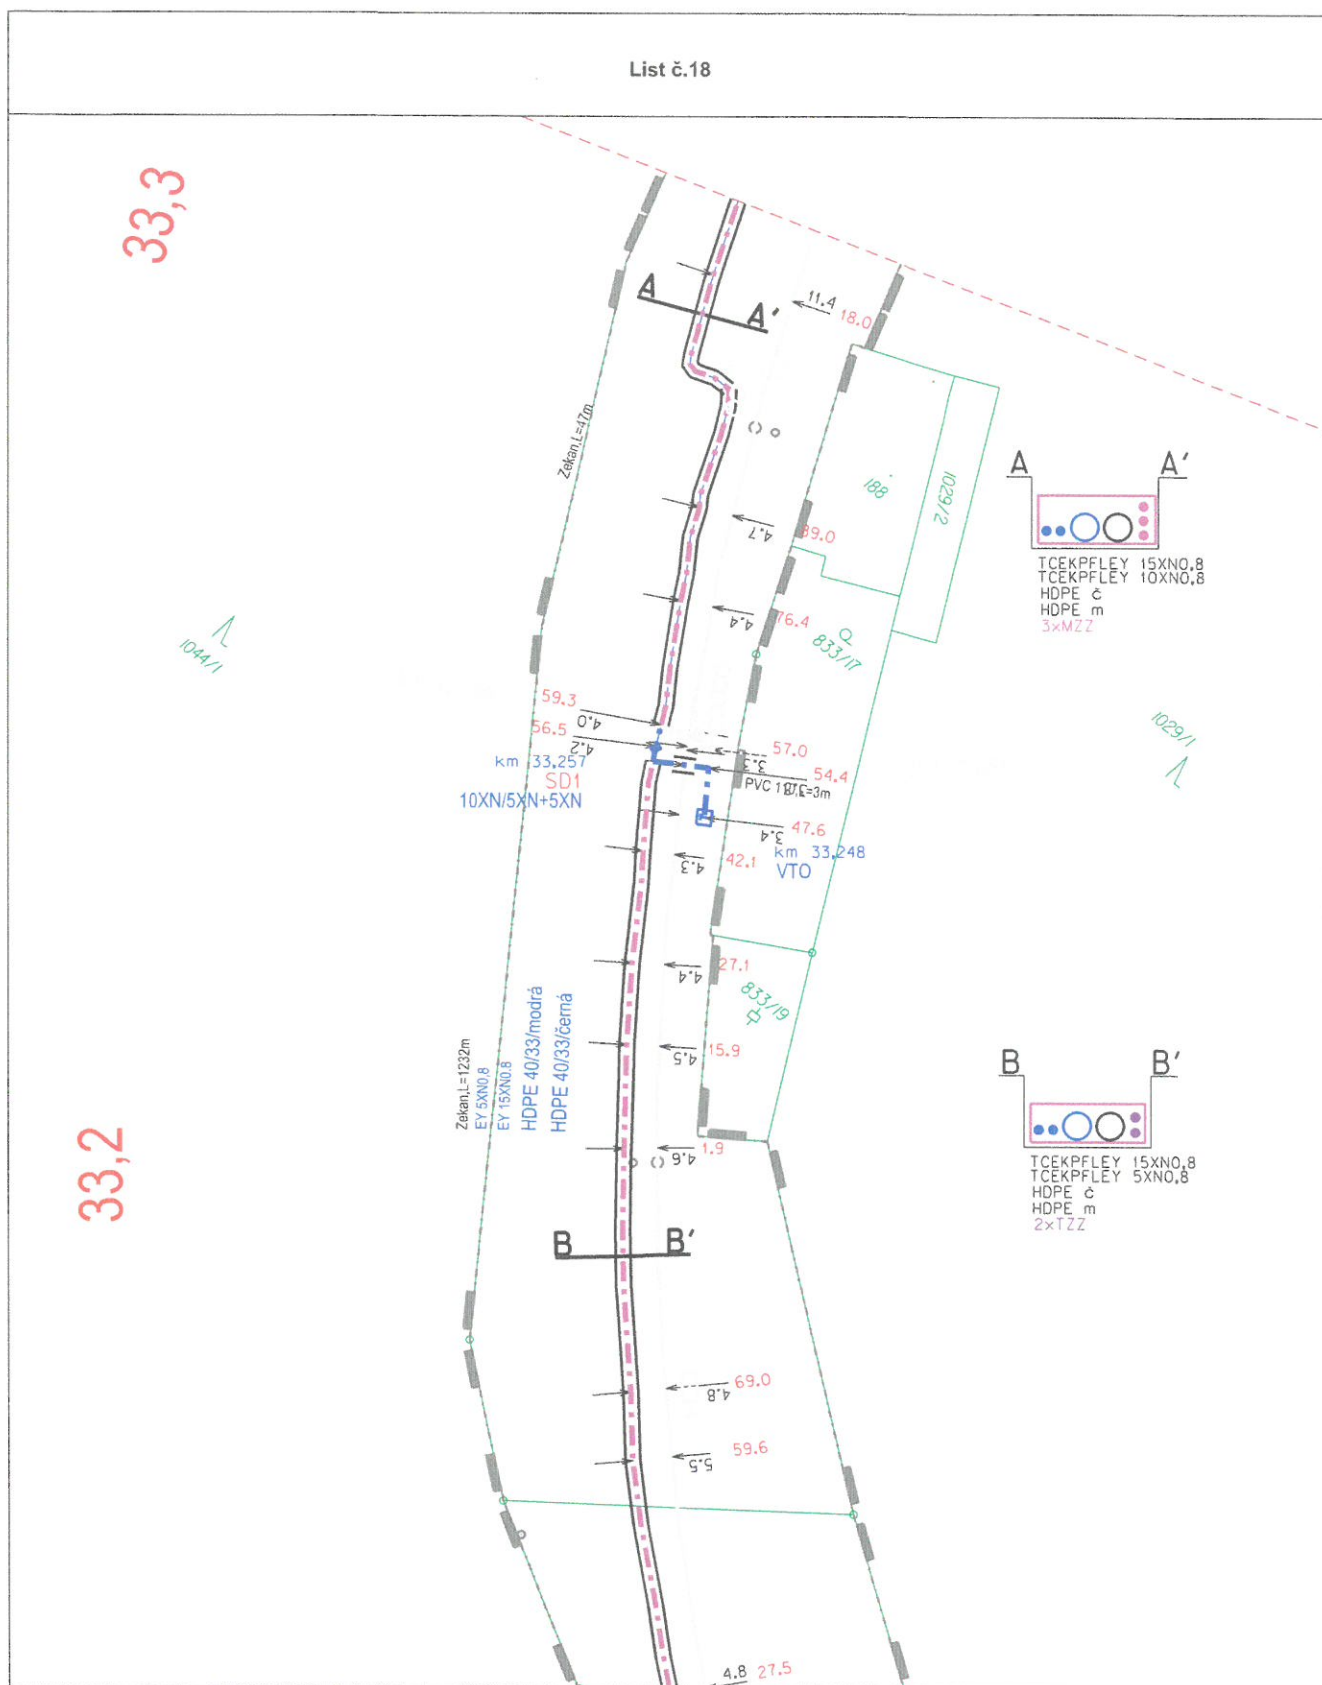 List č.18
33,3
A
A'
11.4
18.0
Zekan,L=47m
188
1029/2
4.7
89.0
4.4
76.4
833/17
1044/1
1029/1
A
A'
TCEKPFLEY 15XN0,8
TCEKPFLEY 10XN0,8
HDPE č
HDPE m
3xMZZ
59.3
4.0
56.5
4.2
km 33,257
SD1
10XN/5XN+5XN
57.0
3.3
54.4
47.6
3.4
km 33,248
VTO
4.3
42.1
4.4
27.1
833/19
4.5
15.9
Zekan,L=1232m
EY 5XN0,8
EY 15XN0,8
HDPE 40/33/modrá
HDPE 40/33/černá
33,2
4.6
1.9
B
B'
B
B'
TCEKPFLEY 15XN0,8
TCEKPFLEY 5XN0,8
HDPE č
HDPE m
2xTZZ
4.8
69.0
5.5
59.6
4.8
27.5